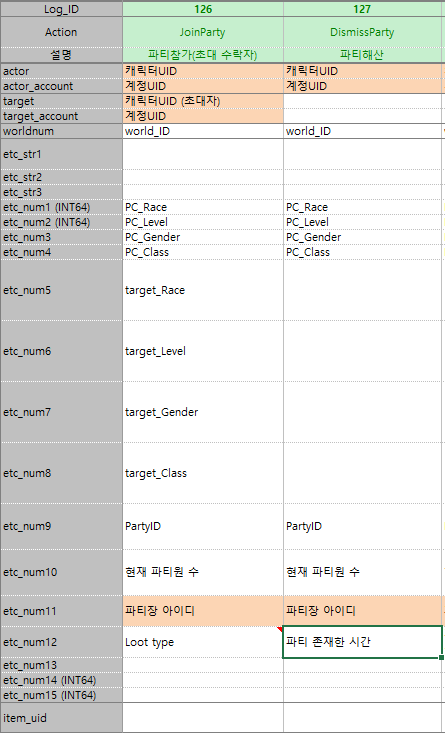 Log_ID 126 127
Action JoinParty DismissParty
설명 파티참가(초대 수락자) 파티해산
actor 캐릭터UID 캐릭터UID
actor_account 계정UID 계정UID
target 캐릭터UID (초대자)
target_account 계정UID
worldnum world_ID world_ID
etc_str1
etc_str2
etc_str3
etc_num1 (INT64) PC_Race PC_Race
etc_num2 (INT64) PC_Level PC_Level
etc_num3 PC_Gender PC_Gender
etc_num4 PC_Class PC_Class
etc_num5 target_Race
etc_num6 target_Level
etc_num7 target_Gender
etc_num8 target_Class
etc_num9 PartyID PartyID
etc_num10 현재 파티원 수 현재 파티원 수
etc_num11 파티장 아이디 파티장 아이디
etc_num12 Loot type 파티 존재한 시간
etc_num13
etc_num14 (INT64)
etc_num15 (INT64)
item_uid